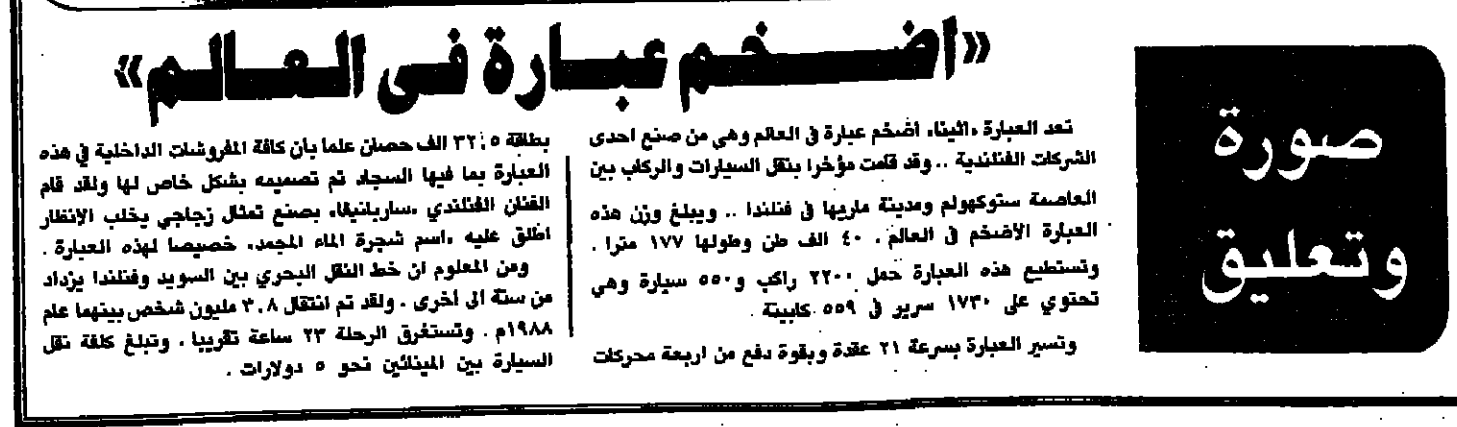 صورة
وتعليق
«اضخم عبارة فى العالم»
تعد العبارة «اثينا» أضخم عبارة في العالم وهي من صنع احدى
الشركات الفنلندية .. وقد قامت مؤخرا بنقل السيارات والركاب بين
العاصمة ستوكهولم ومدينة ماريها في فنلندا .. ويبلغ وزن هذه
العبارة الأضخم في العالم . ٤٠ الف طن وطولها ١٧٧ مترا .
وتستطيع هذه العبارة حمل ٢٢٠٠ راكب و٥٥٠ سيارة وهي
تحتوي على ١٧٣٠ سرير في ٥٥٩ كابينة .
وتسير العبارة بسرعة ٢١ عقدة وبقوة دفع من اربعة محركات
بطاقة ٣٢,٥ الف حصان علما بأن كافة المفروشات الداخلية في هذه
العبارة بما فيها السجاد تم تصميمه بشكل خاص لها ولقد قام
الفنان الفنلندي «ساربانيفا» بصنع تمثال زجاجي يخلب الانظار
اطلق عليه «اسم شجرة الماء المجمد» خصيصا لهذه العبارة .
ومن المعلوم ان خط النقل البحري بين السويد وفنلندا يزداد
من سنة الى أخرى . ولقد تم انتقال ٣,٨ مليون شخص بينهما عام
١٩٨٨م . وتستغرق الرحلة ٢٣ ساعة تقريبا . وتبلغ كلفة نقل
السيارة بين المينائين نحو ٥ دولارات .